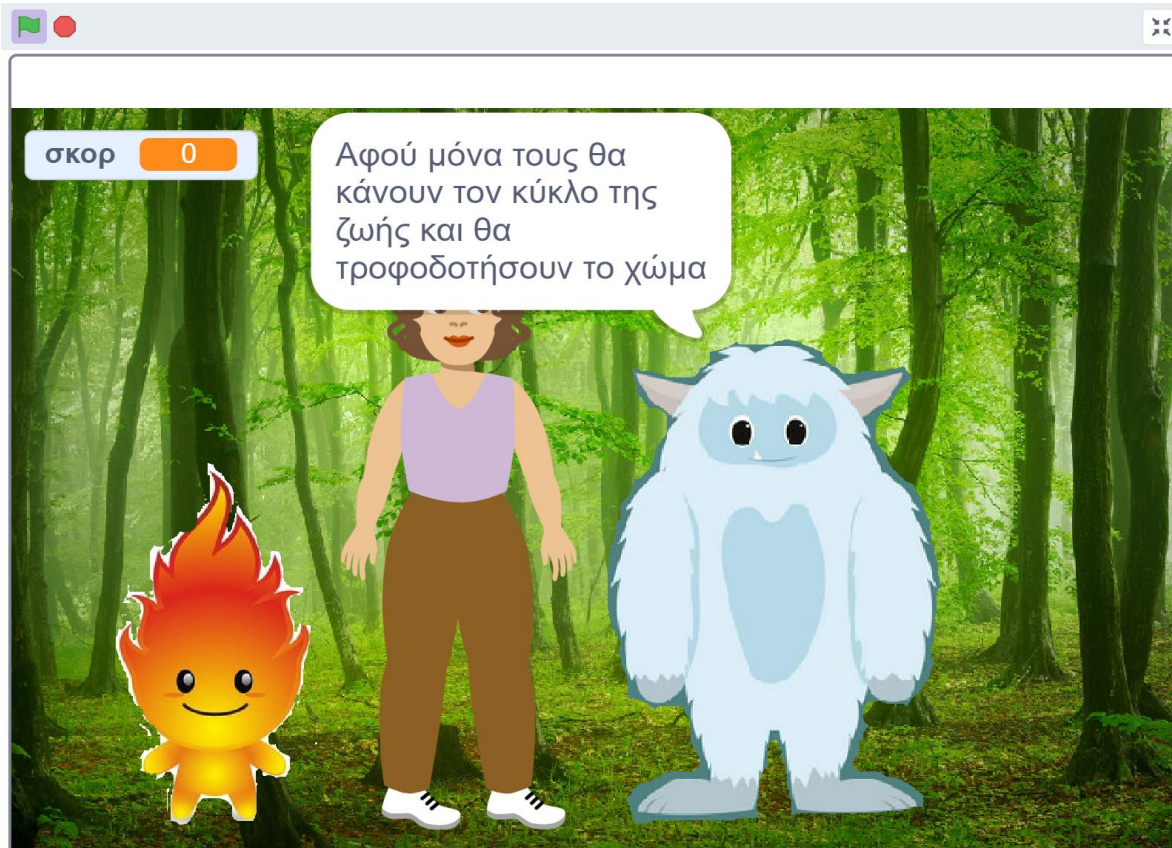 σκορ 0
Αφού μόνα τους θα
κάνουν τον κύκλο της
ζωής και θα
τροφοδοτήσουν το χώμα